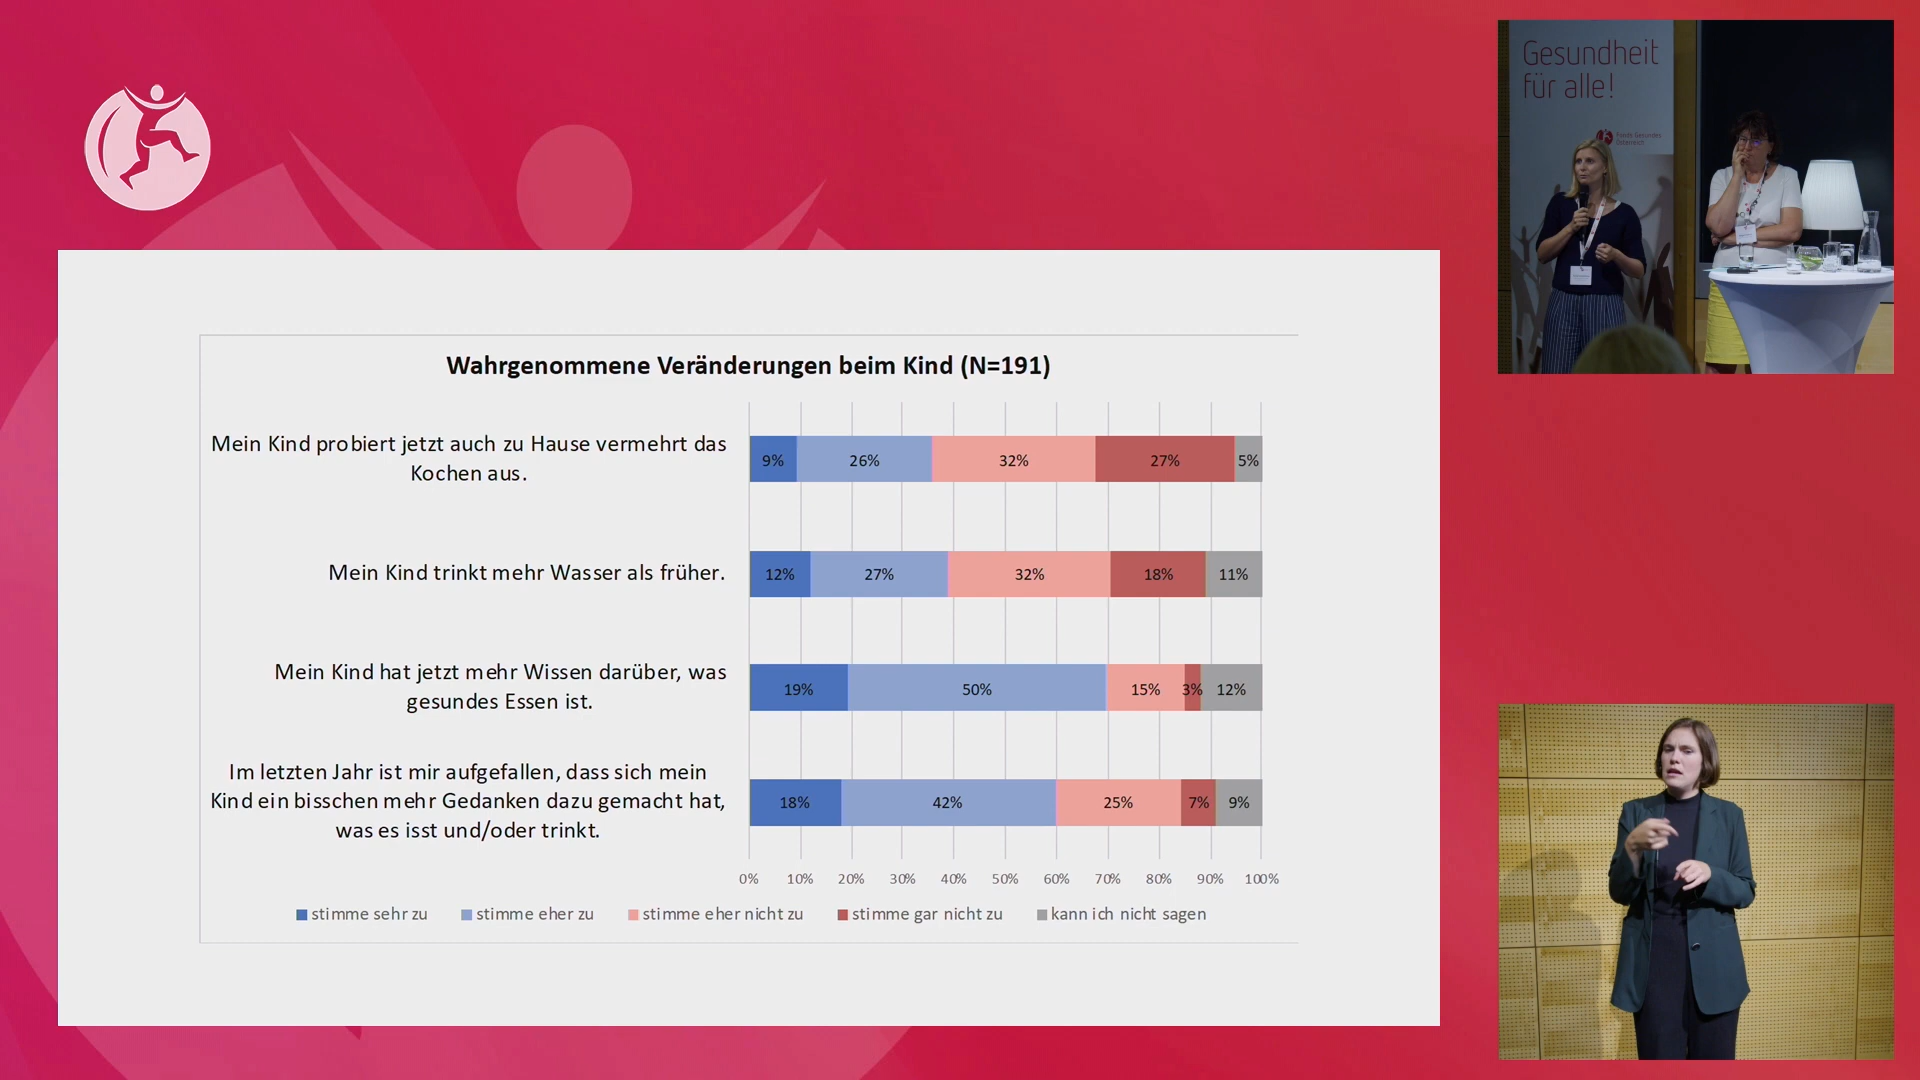 Gesundheit
für alle!
Fonds Gesundes
Österreich
Wahrgenommene Veränderungen beim Kind (N=191)
Mein Kind probiert jetzt auch zu Hause vermehrt das
Kochen aus.
9% 26% 32% 27% 5%
Mein Kind trinkt mehr Wasser als früher.
12% 27% 32% 18% 11%
Mein Kind hat jetzt mehr Wissen darüber, was
gesundes Essen ist.
19% 50% 15% 3% 12%
Im letzten Jahr ist mir aufgefallen, dass sich mein
Kind ein bisschen mehr Gedanken dazu gemacht hat,
was es isst und/oder trinkt.
18% 42% 25% 7% 9%
0% 10% 20% 30% 40% 50% 60% 70% 80% 90% 100%
stimme sehr zu stimme eher zu stimme eher nicht zu stimme gar nicht zu kann ich nicht sagen